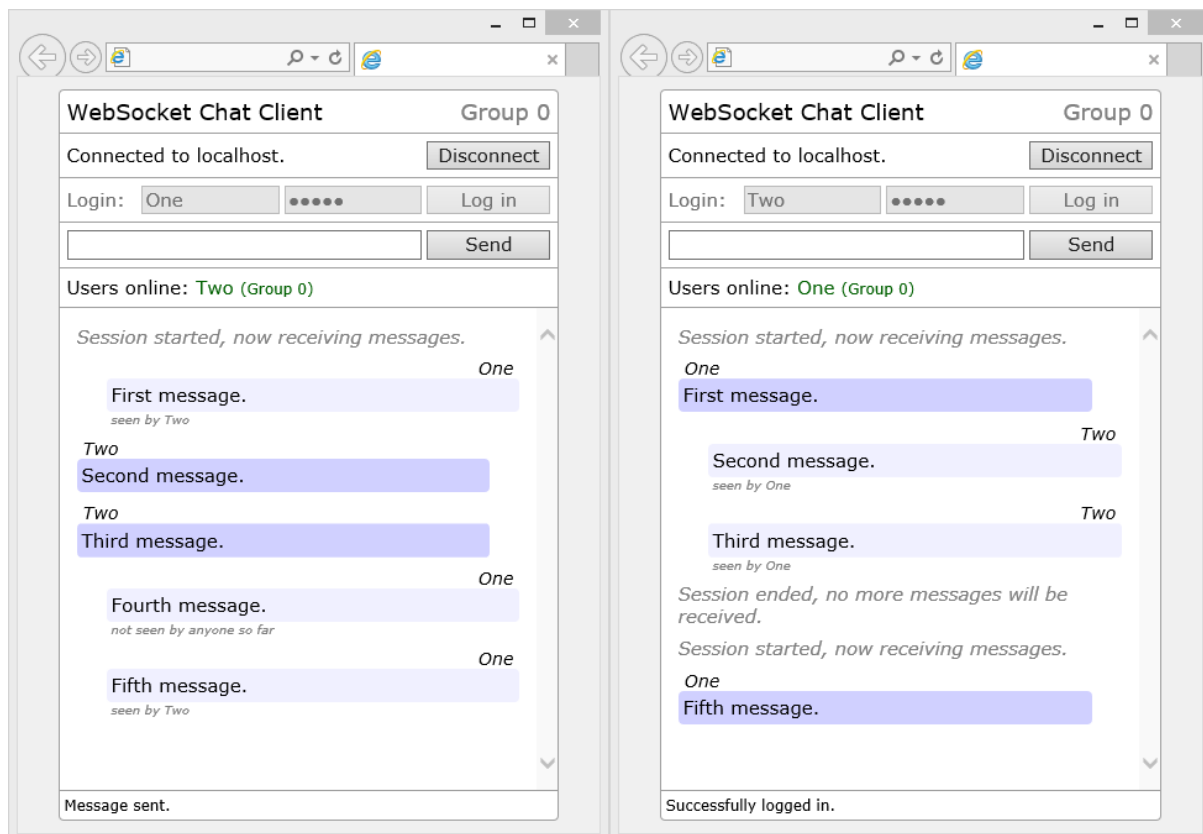 WebSocket Chat Client Group 0
Connected to localhost. Disconnect
Login: One ••••• Log in
Send
Users online: Two (Group 0)
Session started, now receiving messages.
One
First message.
seen by Two
Two
Second message.
Two
Third message.
One
Fourth message.
not seen by anyone so far
One
Fifth message.
seen by Two
Message sent.
WebSocket Chat Client Group 0
Connected to localhost. Disconnect
Login: Two ••••• Log in
Send
Users online: One (Group 0)
Session started, now receiving messages.
One
First message.
Two
Second message.
seen by One
Two
Third message.
seen by One
Session ended, no more messages will be
received.
Session started, now receiving messages.
One
Fifth message.
Successfully logged in.